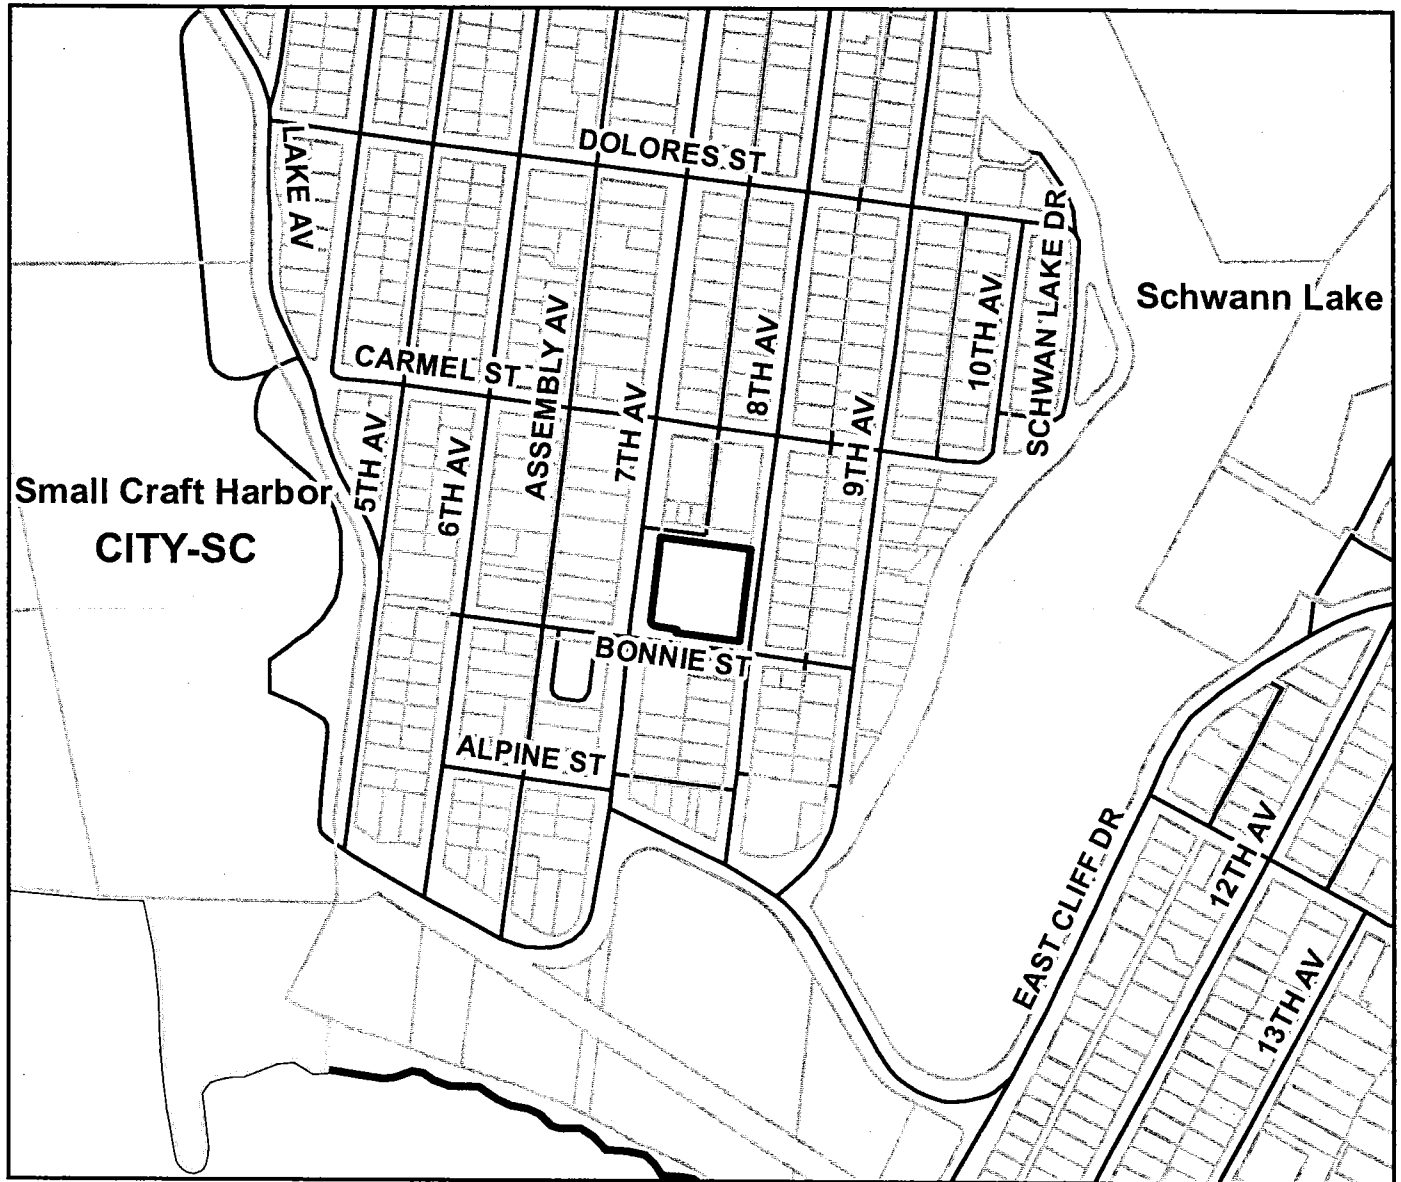 DOLORES ST
LAKE AV
SCHWAN LAKE DR
Schwann Lake
10TH AV
8TH AV
CARMEL ST
ASSEMBLY AV
7TH AV
9TH AV
5TH AV
6TH AV
Small Craft Harbor
CITY-SC
BONNIE ST
ALPINE ST
EAST CLIFF DR
12TH AV
13TH AV